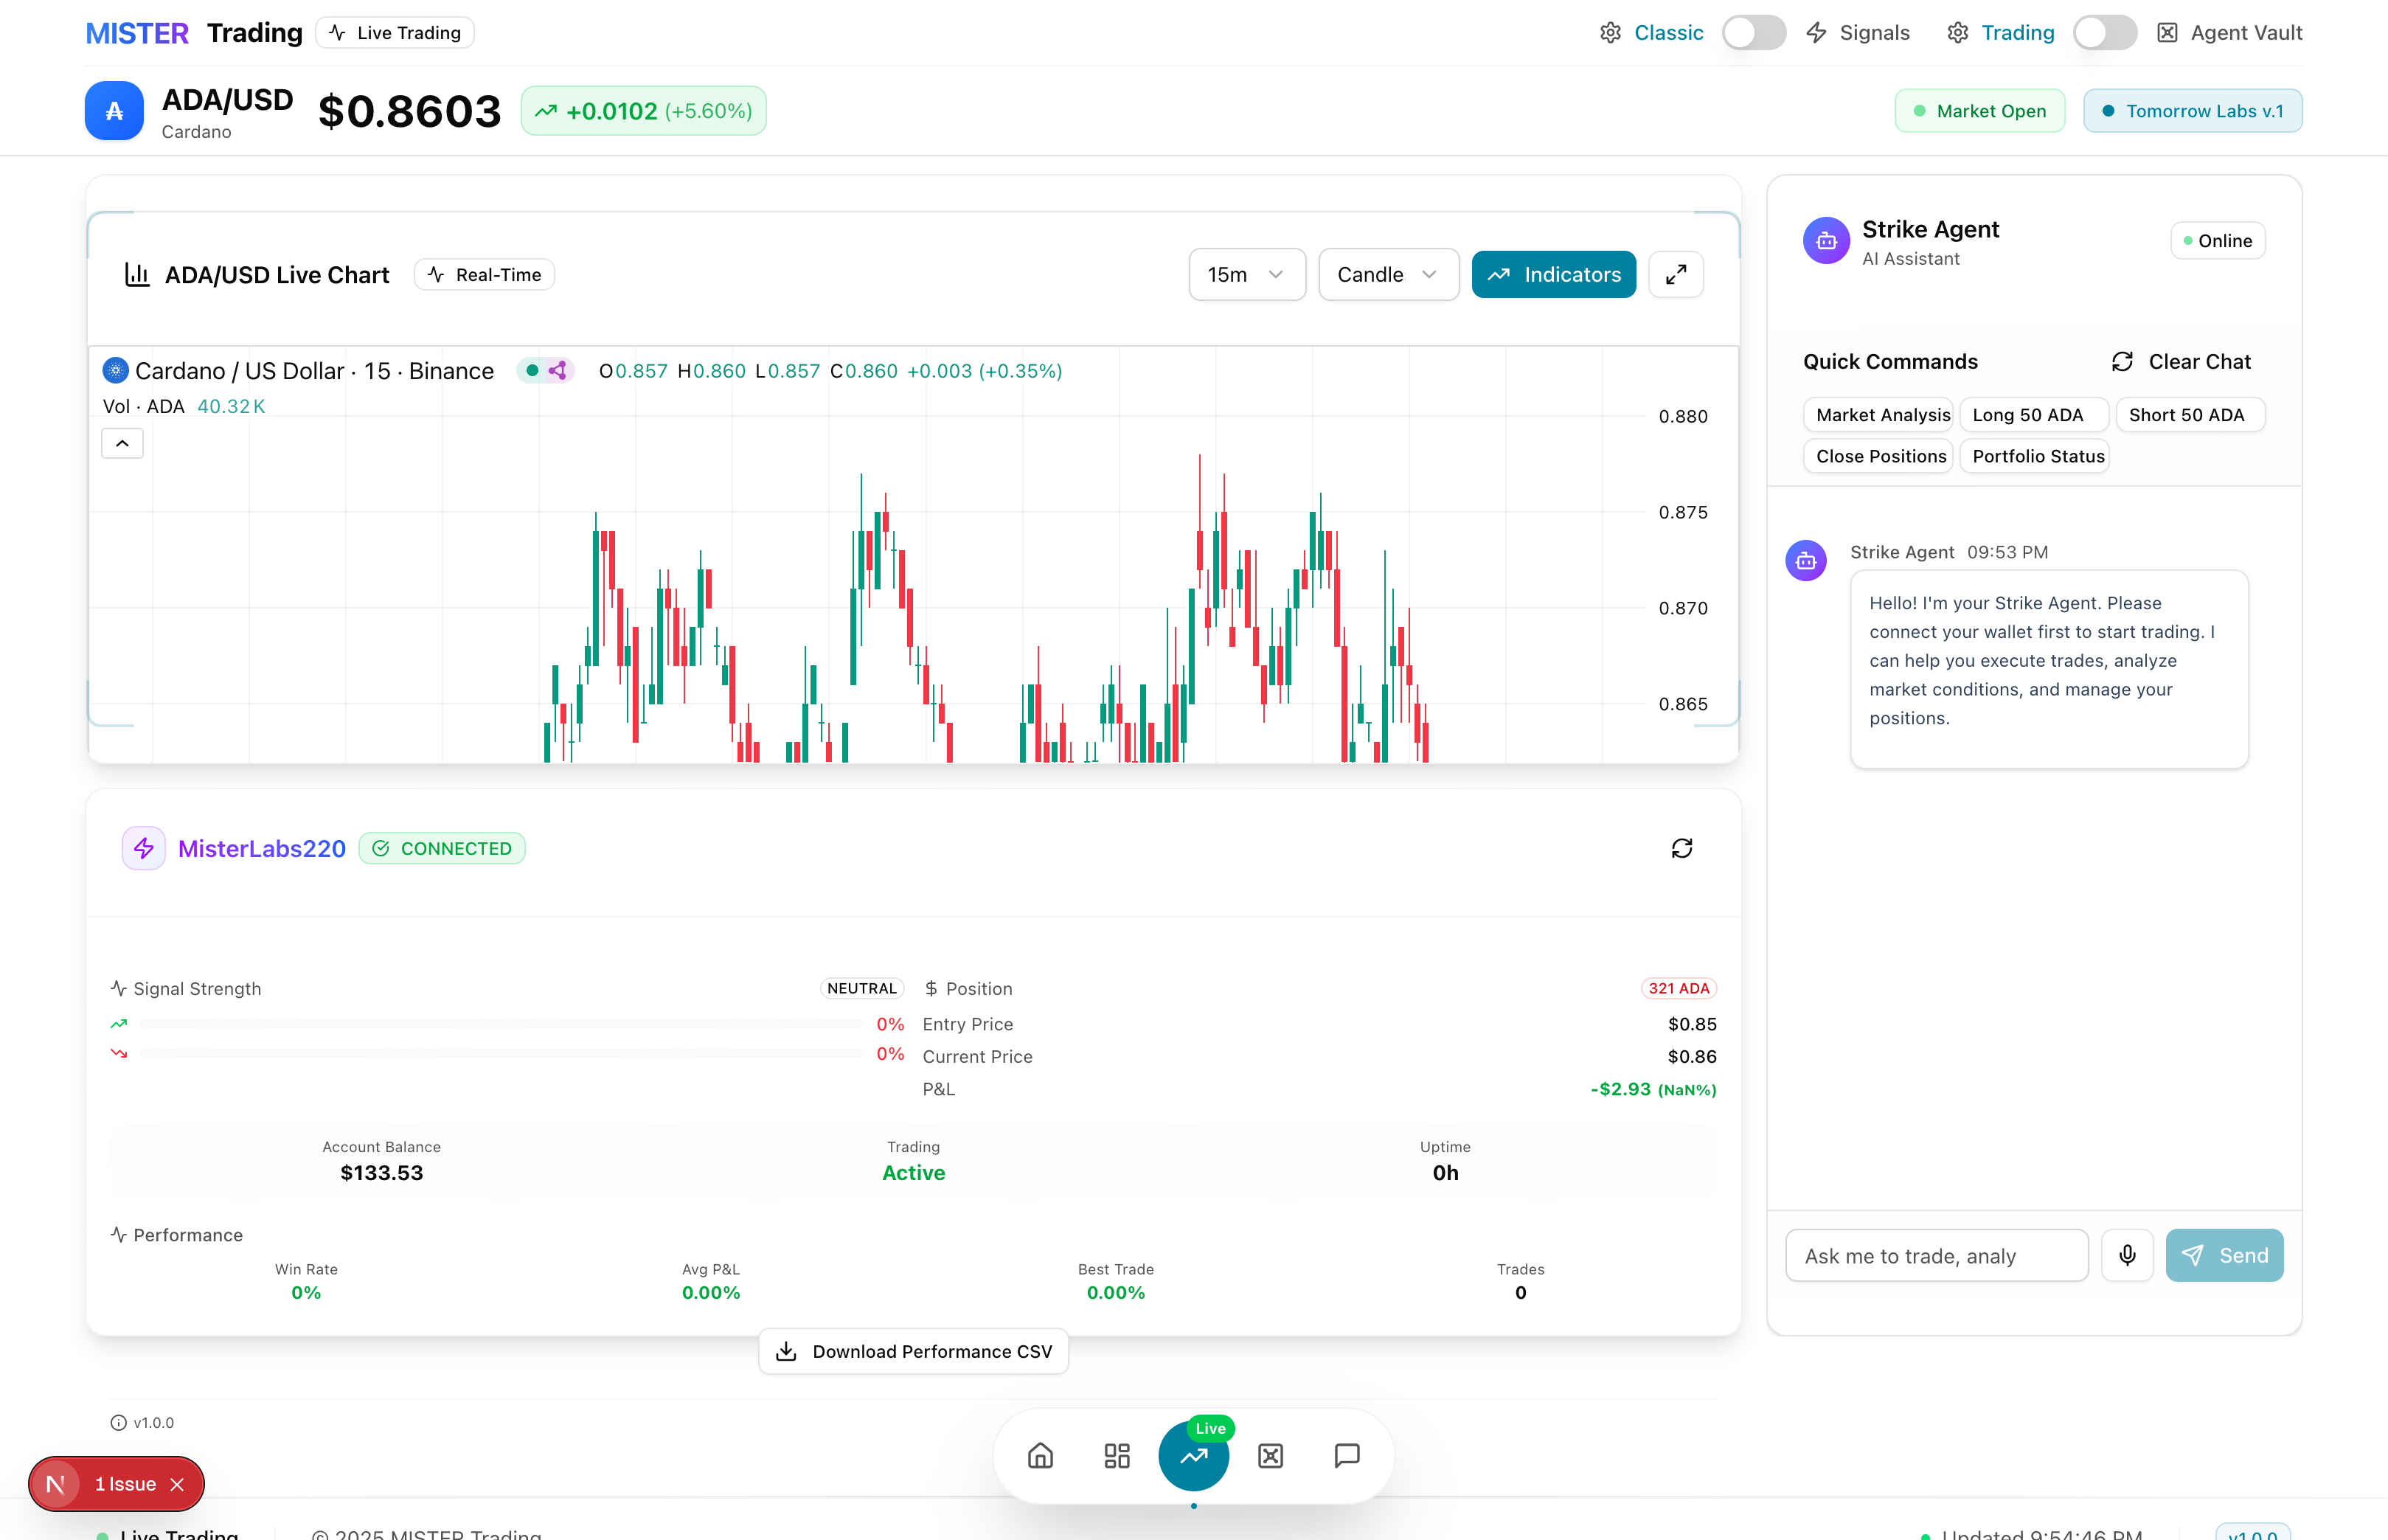 MISTER Trading Live Trading Classic Signals Trading Agent Vault
ADA/USD
Cardano
$0.8603
+0.0102 (+5.60%)
Market Open
Tomorrow Labs v.1
ADA/USD Live Chart Real-Time 15m Candle Indicators
Cardano / US Dollar · 15 · Binance O0.857 H0.860 L0.857 C0.860 +0.003 (+0.35%)
Vol · ADA 40.32K
0.880
0.875
0.870
0.865
Strike Agent
AI Assistant
Online
Quick Commands Clear Chat
Market Analysis Long 50 ADA Short 50 ADA
Close Positions Portfolio Status
Strike Agent 09:53 PM
Hello! I'm your Strike Agent. Please
connect your wallet first to start trading. I
can help you execute trades, analyze
market conditions, and manage your
positions.
Ask me to trade, analy
Send
MisterLabs220 CONNECTED
Signal Strength NEUTRAL
0%
0%
$ Position 321 ADA
Entry Price $0.85
Current Price $0.86
P&L -$2.93 (NaN%)
Account Balance Trading Uptime
$133.53 Active 0h
Performance
Win Rate Avg P&L Best Trade Trades
0% 0.00% 0.00% 0
Download Performance CSV
v1.0.0
Live
N 1 Issue
Live Trading © 2025 MISTER Trading Updated 9:54:46 PM v1.0.0